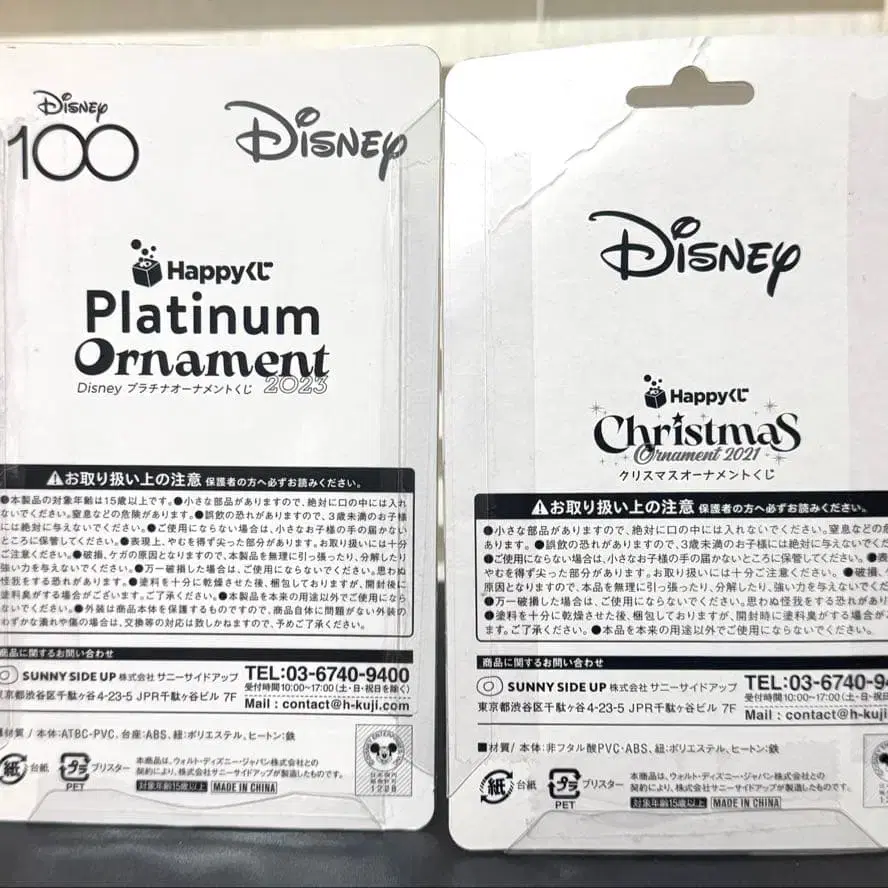 Disney
100
Disney
Happyくじ
Platinum
Ornament
2023
Disney プラチナオーナメントくじ
お取り扱い上の注意 保護者の方へ必ずお読みください。
●本製品の対象年齢は15歳以上です。●小さな部品がありますので、絶対に口の中には入れ
ないでください。窒息などの危険があります。●誤飲の恐れがありますので、3歳未満のお子様
には絶対に与えないでください。●ご使用にならない場合は、小さなお子様の手の届かない
ところに保管してください。●表現上、やむを得ず尖った部分があります。お取り扱いには十分
ご注意ください。●破損、ケガの原因となりますので、本製品を無理に引っ張ったり、分解したり
強い力を与えないでください。●万一破損した場合は、ご使用にならないでください。思わぬ
怪我をする恐れがあります。●塗料を十分に乾燥させた後、梱包しておりますが、開封後に
塗料臭がする場合がございます。ご了承ください。●本製品を本来の用途以外でご使用になら
ないでください。●外装は商品本体を保護するものですので、商品自体に問題がない外装の
わずかな潰れや傷の場合は、交換等の対応は致しかねますので、予めご了承ください。
商品に関するお問い合わせ
SUNNY SIDE UP 株式会社 サニーサイドアップ
TEL:03-6740-9400
受付時間10:00~17:00(土・日・祝日を除く)
東京都渋谷区千駄ヶ谷4-23-5 JPR千駄ヶ谷ビル 7F
Mail : contact@h-kuji.com
材質/本体:ATBC-PVC、台座:ABS、紐:ポリエステル、ヒートン:鉄
紙
台紙
プラ
PET
ブリスター
本商品は、ウォルト・ディズニー・ジャパン株式会社との
契約により、株式会社サニーサイドアップが製造したものです。
対象年齢15歳以上
MADE IN CHINA
Disney
Happyくじ
Christmas
Ornament 2021
クリスマスオーナメントくじ
お取り扱い上の注意 保護者の方へ必ずお読みください。
●小さな部品がありますので、絶対に口の中には入れないでください。窒息などの危
あります。●誤飲の恐れがありますので、3歳未満のお子様には絶対に与えないでくだ
●ご使用にならない場合は、小さなお子様の手の届かないところに保管してください。●表
やむを得ず尖った部分があります。お取り扱いには十分ご注意ください。●破損、
原因となりますので、本品を無理に引っ張ったり、分解したり、強い力を与えないでく
●万一破損した場合は、ご使用にならないでください。思わぬ怪我をする恐れがあり
●塗料を十分に乾燥させた後、梱包しておりますが、開封時に塗料臭がする場合がご
ます。ご了承ください。●本品を本来の用途以外でご使用にならないでください。
商品に関するお問い合わせ
SUNNY SIDE UP 株式会社 サニーサイドアップ
TEL:03-6740-94
受付時間10:00~17:00(土・日・祝日を
東京都渋谷区千駄ヶ谷4-23-5 JPR千駄ヶ谷ビル 7F
Mail : contact@h-kuji.co
■材質/本体:非フタル酸PVC・ABS、紐:ポリエステル、ヒートン:鉄
紙
台紙
プラ
PET
ブリスター
本商品は、ウォルト・ディズニー・ジャパン株式会社との
契約により、株式会社サニーサイドアップが製造したものです。
対象年齢15歳以上
MADE IN CHINA